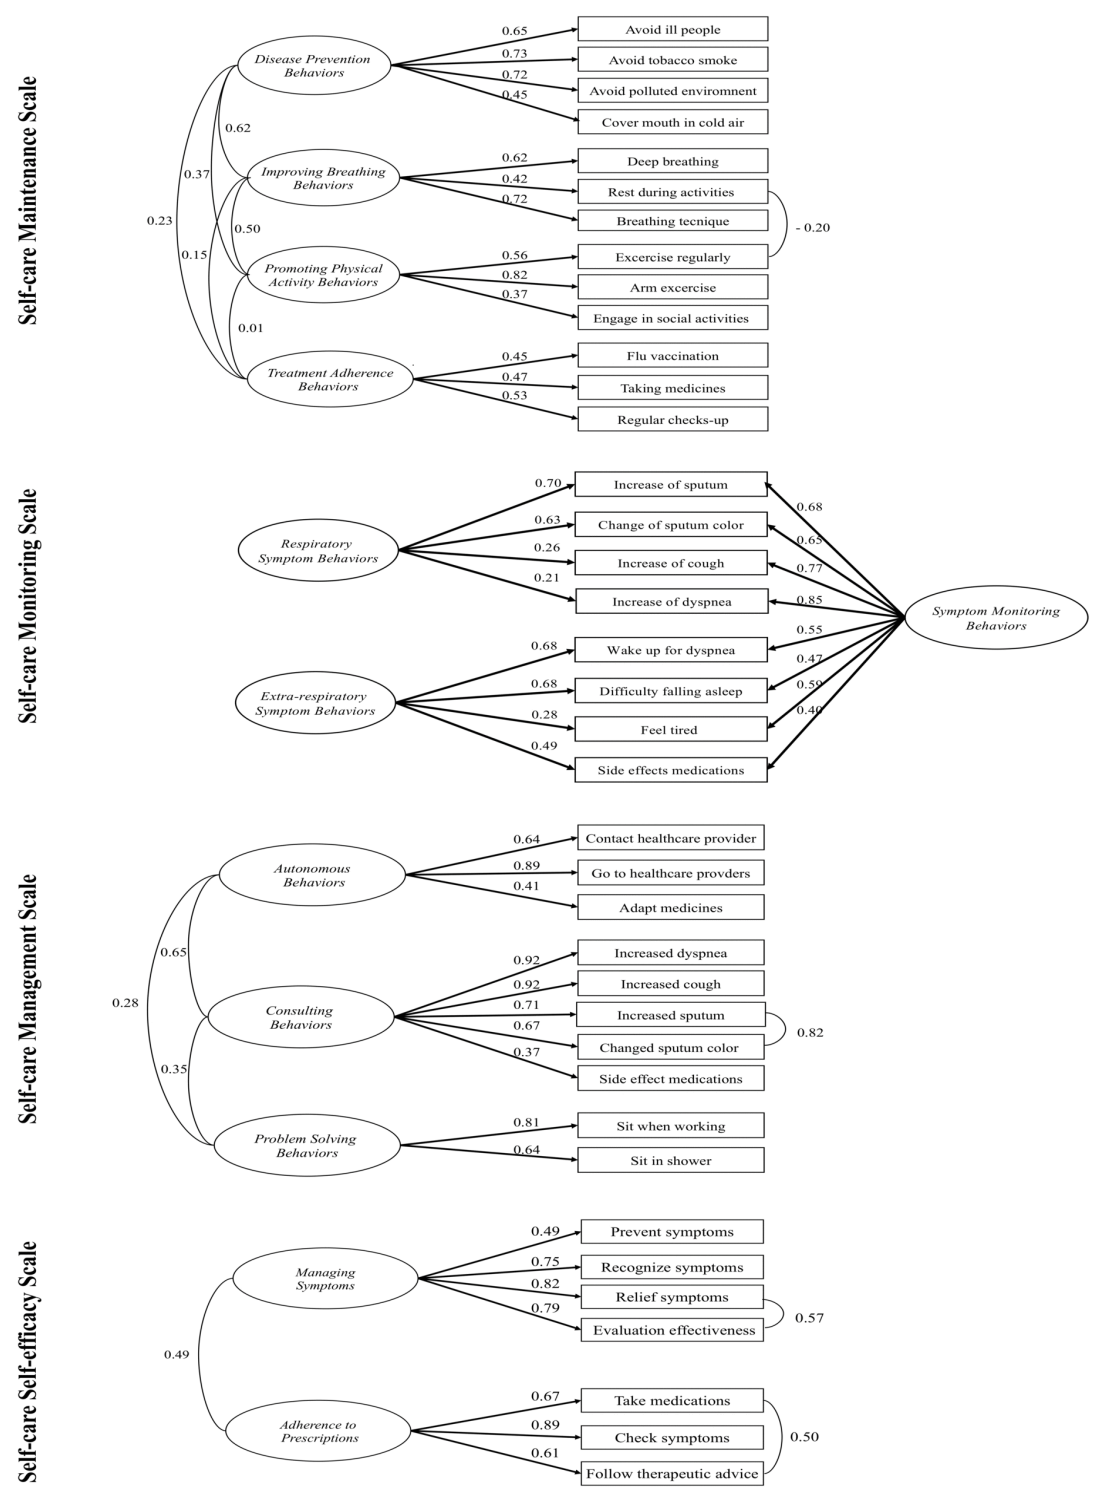 Self-care Maintenance Scale
Disease Prevention
Behaviors
0.65
Avoid ill people
0.73
Avoid tobacco smoke
0.72
Avoid polluted enviromnent
0.45
Cover mouth in cold air
0.62
0.37
Improving Breathing
Behaviors
0.62
Deep breathing
0.42
Rest during activities
0.72
Breathing tecnique
- 0.20
0.23
0.50
0.15
Promoting Physical
Activity Behaviors
0.56
Excercise regularly
0.82
Arm excercise
0.37
Engage in social activities
0.01
Treatment Adherence
Behaviors
0.45
Flu vaccination
0.47
Taking medicines
0.53
Regular checks-up
Self-care Monitoring Scale
Respiratory
Symptom Behaviors
0.70
Increase of sputum
0.63
Change of sputum color
0.26
Increase of cough
0.21
Increase of dyspnea
Extra-respiratory
Symptom Behaviors
0.68
Wake up for dyspnea
0.68
Difficulty falling asleep
0.28
Feel tired
0.49
Side effects medications
0.68
0.65
0.77
0.85
0.55
0.47
0.59
0.40
Symptom Monitoring
Behaviors
Self-care Management Scale
Autonomous
Behaviors
0.64
Contact healthcare provider
0.89
Go to healthcare provders
0.41
Adapt medicines
0.65
0.28
Consulting
Behaviors
0.92
Increased dyspnea
0.92
Increased cough
0.71
Increased sputum
0.67
Changed sputum color
0.37
Side effect medications
0.82
0.35
Problem Solving
Behaviors
0.81
Sit when working
0.64
Sit in shower
Self-care Self-efficacy Scale
Managing
Symptoms
0.49
Prevent symptoms
0.75
Recognize symptoms
0.82
Relief symptoms
0.79
Evaluation effectiveness
0.57
0.49
Adherence to
Prescriptions
0.67
Take medications
0.89
Check symptoms
0.61
Follow therapeutic advice
0.50